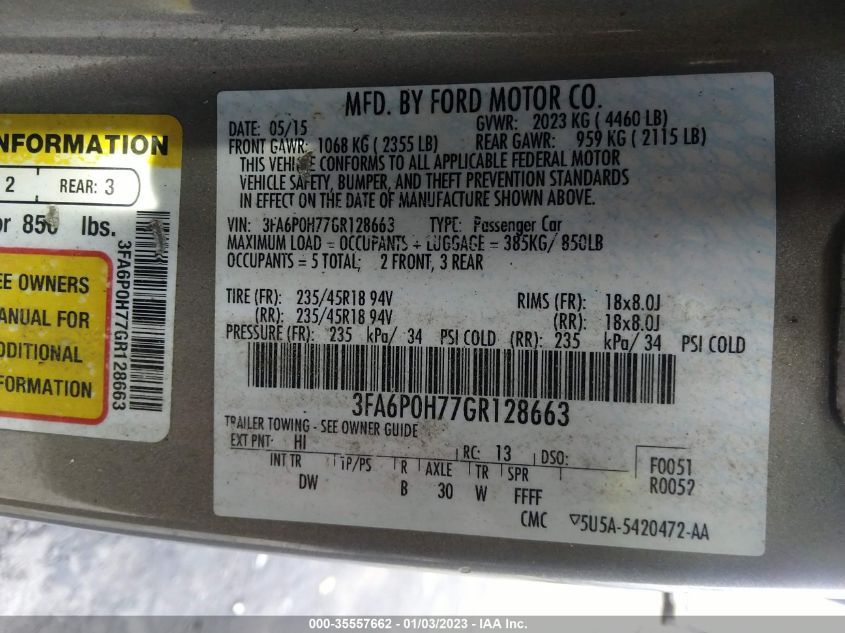 NFORMATION
2 REAR: 3
or 850 lbs.
EE OWNERS
ANUAL FOR
DDITIONAL
FORMATION
3FA6P0H77GR128663
MFD. BY FORD MOTOR CO.
DATE: 05/15 GVWR: 2023 KG ( 4460 LB)
FRONT GAWR: 1068 KG ( 2355 LB) REAR GAWR: 959 KG ( 2115 LB)
THIS VEHICLE CONFORMS TO ALL APPLICABLE FEDERAL MOTOR
VEHICLE SAFETY, BUMPER, AND THEFT PREVENTION STANDARDS
IN EFFECT ON THE DATE OF MANUFACTURE SHOWN ABOVE.
VIN: 3FA6P0H77GR128663 TYPE: Passenger Car
MAXIMUM LOAD = OCCUPANTS + LUGGAGE = 385KG/ 850LB
OCCUPANTS = 5 TOTAL; 2 FRONT, 3 REAR
TIRE (FR): 235/45R18 94V RIMS (FR): 18x8.0J
(RR): 235/45R18 94V (RR): 18x8.0J
PRESSURE (FR): 235 kPa/ 34 PSI COLD (RR): 235 kPa/ 34 PSI COLD
3FA6P0H77GR128663
TRAILER TOWING - SEE OWNER GUIDE
EXT PNT: HI RC: 13 DSO: F0051
INT TR TP/PS R AXLE TR SPR R0052
DW B 30 W FFFF
CMC 5U5A-5420472-AA
000-35557662 - 01/03/2023 - IAA Inc.